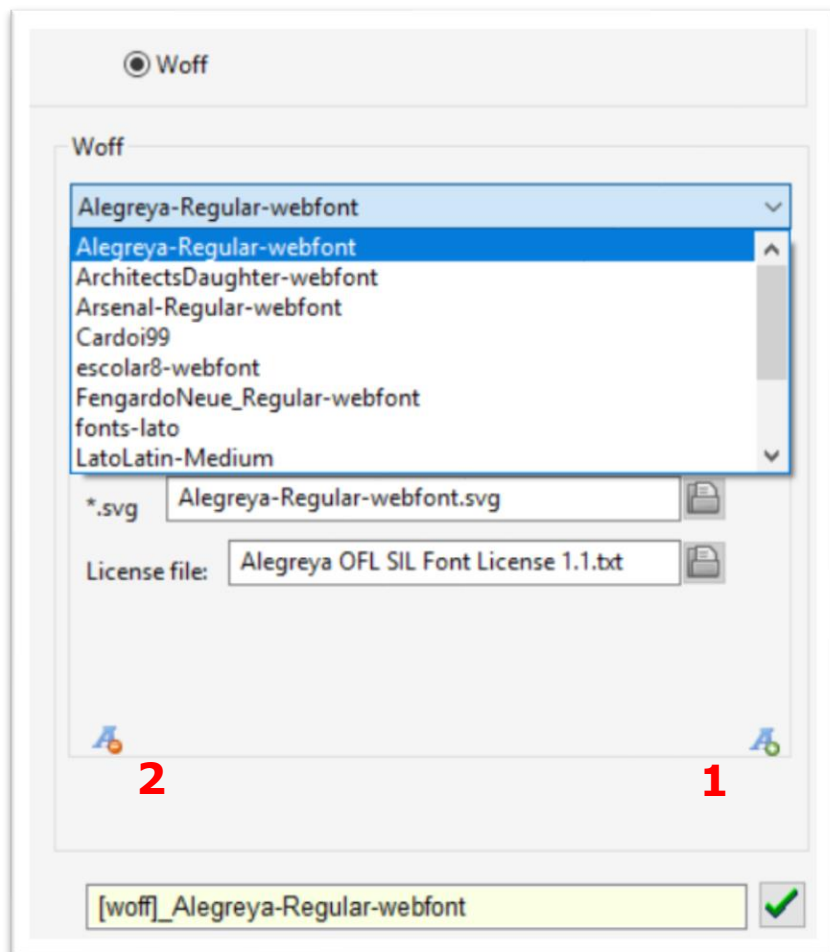 Woff
Woff
Alegreya-Regular-webfont
Alegreya-Regular-webfont
ArchitectsDaughter-webfont
Arsenal-Regular-webfont
Cardoi99
escolar8-webfont
FengardoNeue_Regular-webfont
fonts-lato
LatoLatin-Medium
*.svg Alegreya-Regular-webfont.svg
License file: Alegreya OFL SIL Font License 1.1.txt
2 1
[woff]_Alegreya-Regular-webfont